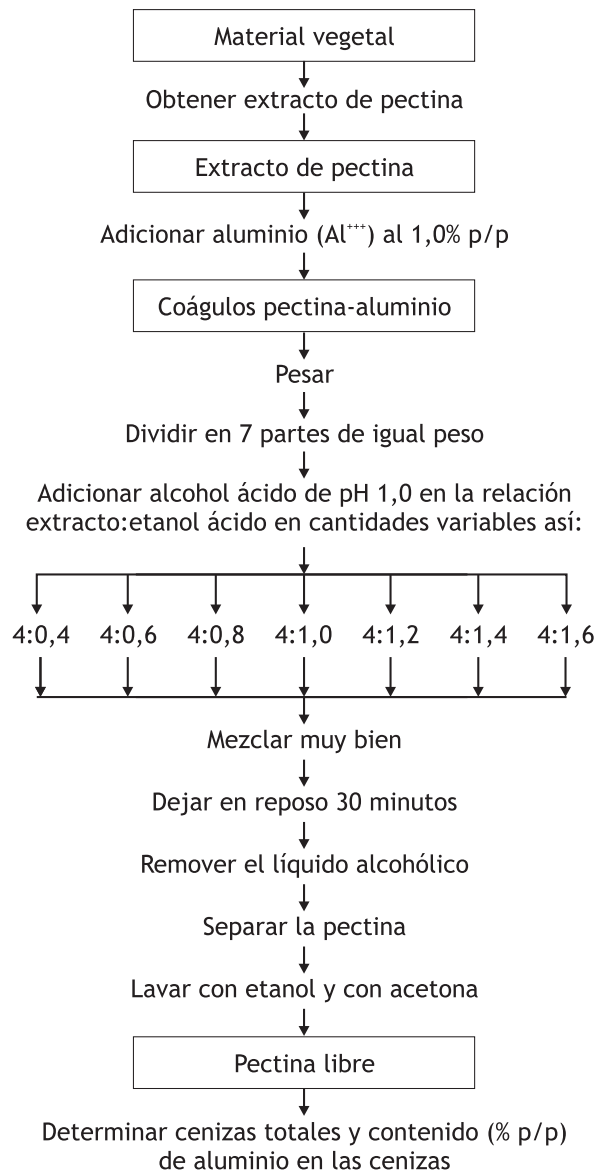 Material vegetal
Obtener extracto de pectina
Extracto de pectina
Adicionar aluminio (Al⁺⁺⁺) al 1,0% p/p
Coágulos pectina-aluminio
Pesar
Dividir en 7 partes de igual peso
Adicionar alcohol ácido de pH 1,0 en la relación
extracto:etanol ácido en cantidades variables así:
4:0,4 4:0,6 4:0,8 4:1,0 4:1,2 4:1,4 4:1,6
Mezclar muy bien
Dejar en reposo 30 minutos
Remover el líquido alcohólico
Separar la pectina
Lavar con etanol y con acetona
Pectina libre
Determinar cenizas totales y contenido (% p/p)
de aluminio en las cenizas